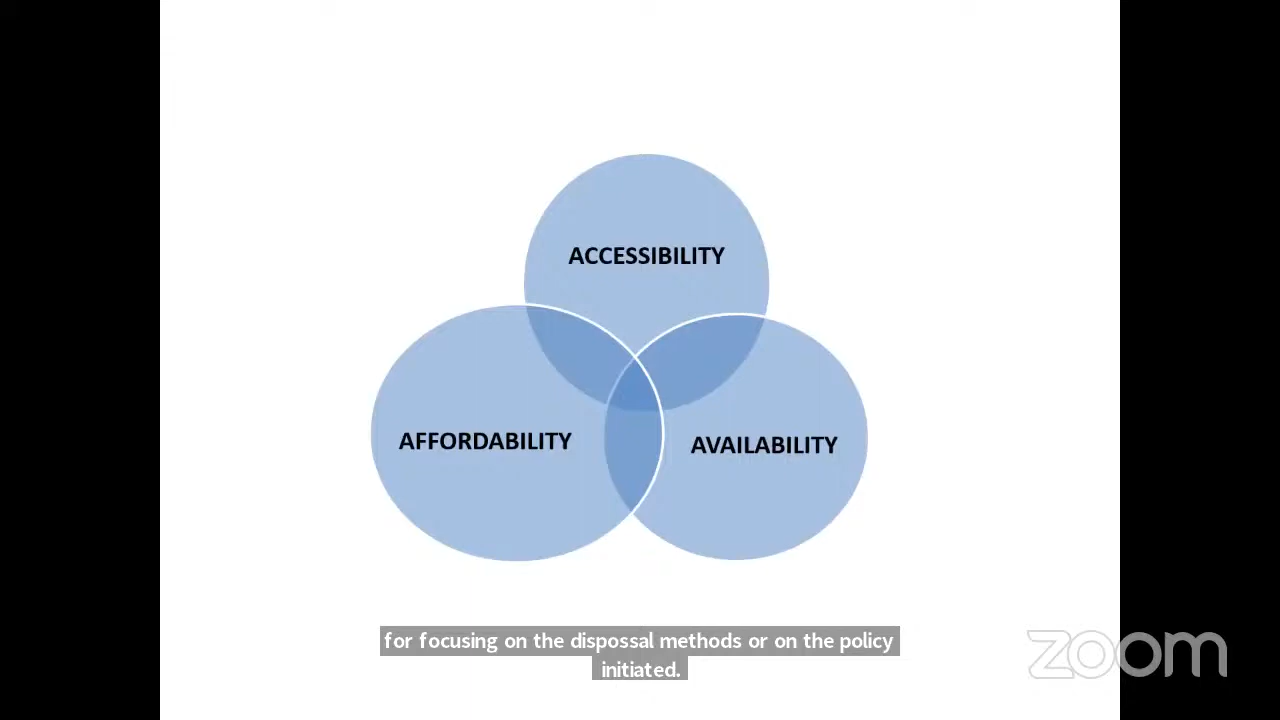 ACCESSIBILITY
AFFORDABILITY
AVAILABILITY
for focusing on the dispossal methods or on the policy
initiated.
zoom